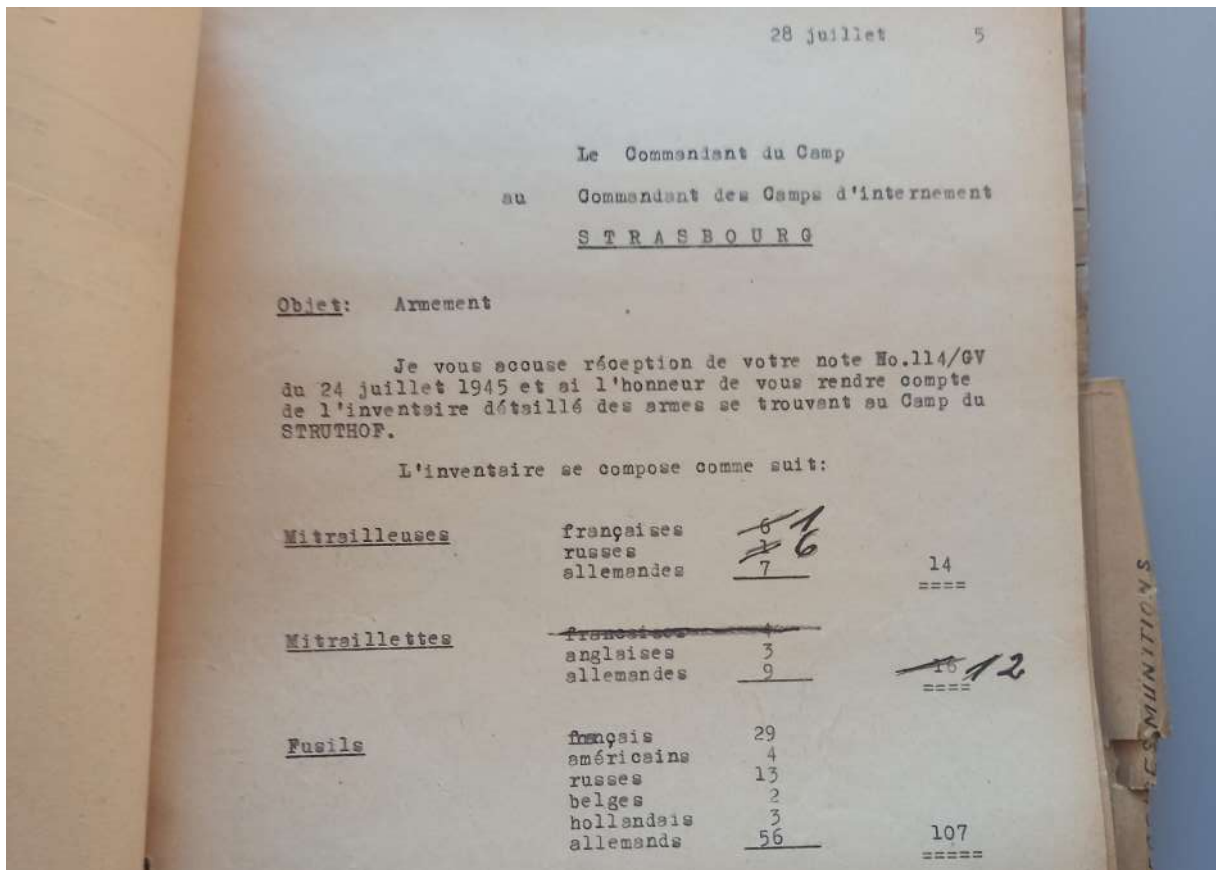 28 juillet 5
Le Commaniant du Camp
au Commandant des Camps d'internement
STRASBOURG
Objet: Armement
Je vous accuse réception de votre note No.114/GV
du 24 juillet 1945 et ai l'honneur de vous rendre compte
de l'inventaire détaillé des armes se trouvant au Camp du
STRUTHOF.
L'inventaire se compose comme suit:
Mitrailleuses françaises 6 1
russes 6
allemandes 7 14
====
Mitraillettes françaises
anglaises 3
allemandes 9 16 12
====
Fusils français 29
américains 4
russes 13
belges 2
hollandais 3
allemands 56 107
=====
MUNITIONS